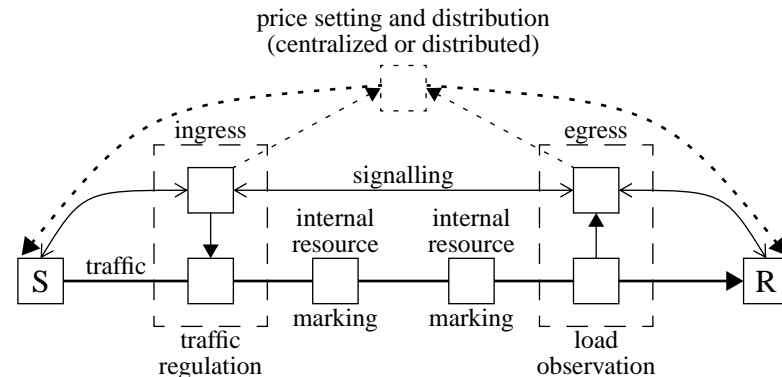 price setting and distribution
(centralized or distributed)
ingress
egress
signalling
internal
resource
internal
resource
S
traffic
R
marking
marking
traffic
regulation
load
observation